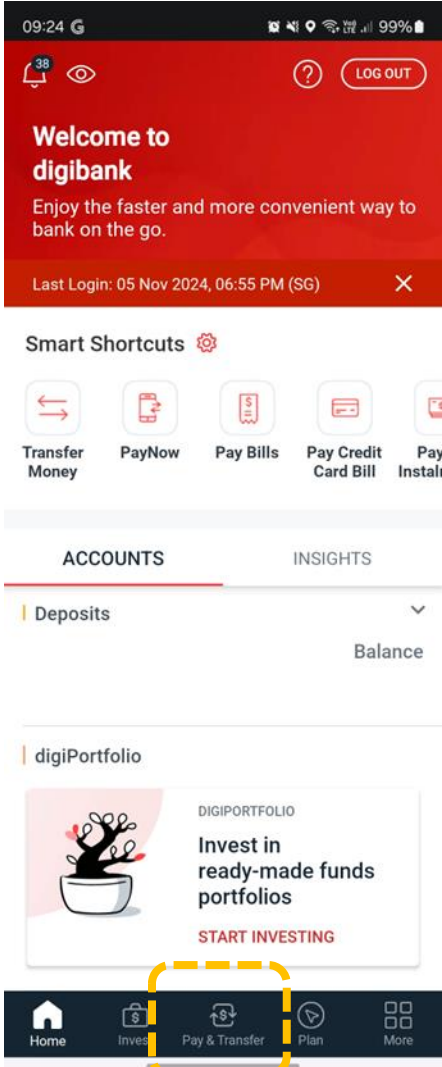 09:24 G 99%
38
? LOG OUT
Welcome to
digibank
Enjoy the faster and more convenient way to
bank on the go.
Last Login: 05 Nov 2024, 06:55 PM (SG)
Smart Shortcuts
Transfer
Money
PayNow
Pay Bills
Pay Credit
Card Bill
Pay
Instal
ACCOUNTS INSIGHTS
Deposits
Balance
digiPortfolio
DIGIPORTFOLIO
Invest in
ready-made funds
portfolios
START INVESTING
Home Inves Pay & Transfer Plan More